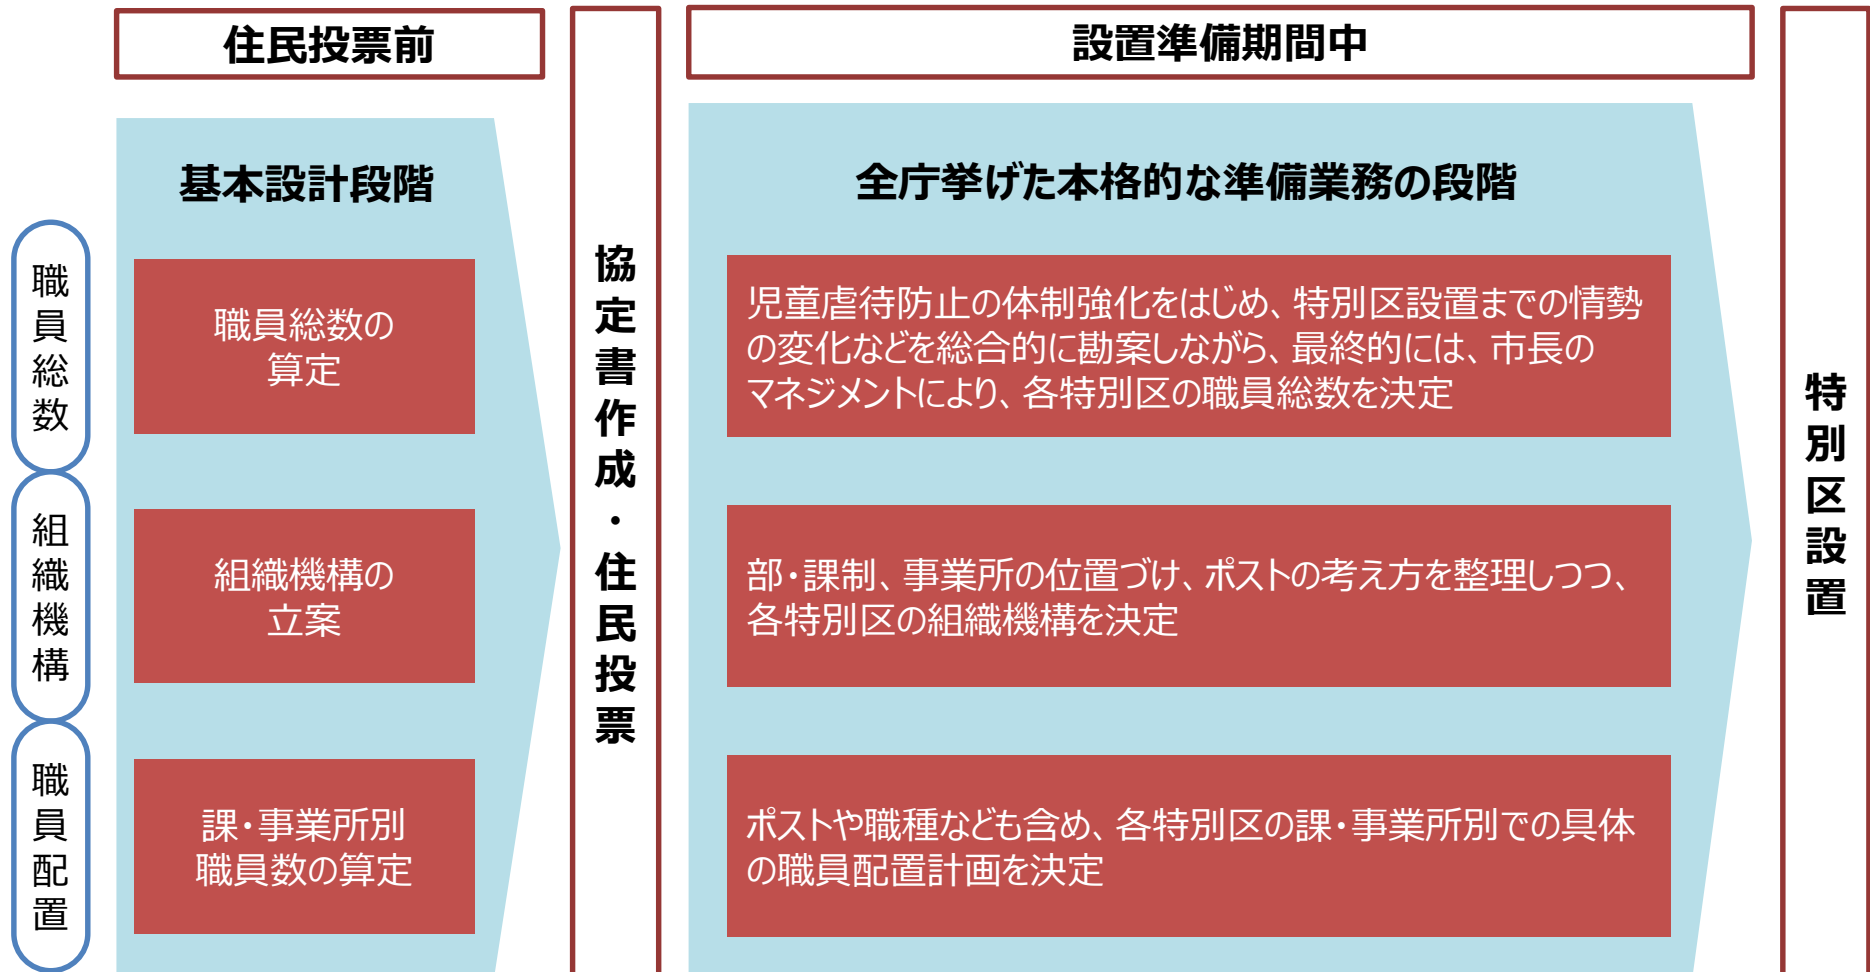 住民投票前
設置準備期間中
基本設計段階
全庁挙げた本格的な準備業務の段階
職員総数
職員総数の
算定
児童虐待防止の体制強化をはじめ、特別区設置までの情勢
の変化などを総合的に勘案しながら、最終的には、市長の
マネジメントにより、各特別区の職員総数を決定
組織機構
組織機構の
立案
部・課制、事業所の位置づけ、ポストの考え方を整理しつつ、
各特別区の組織機構を決定
職員配置
課・事業所別
職員数の算定
ポストや職種なども含め、各特別区の課・事業所別での具体
の職員配置計画を決定
協定書作成・住民投票
特別区設置